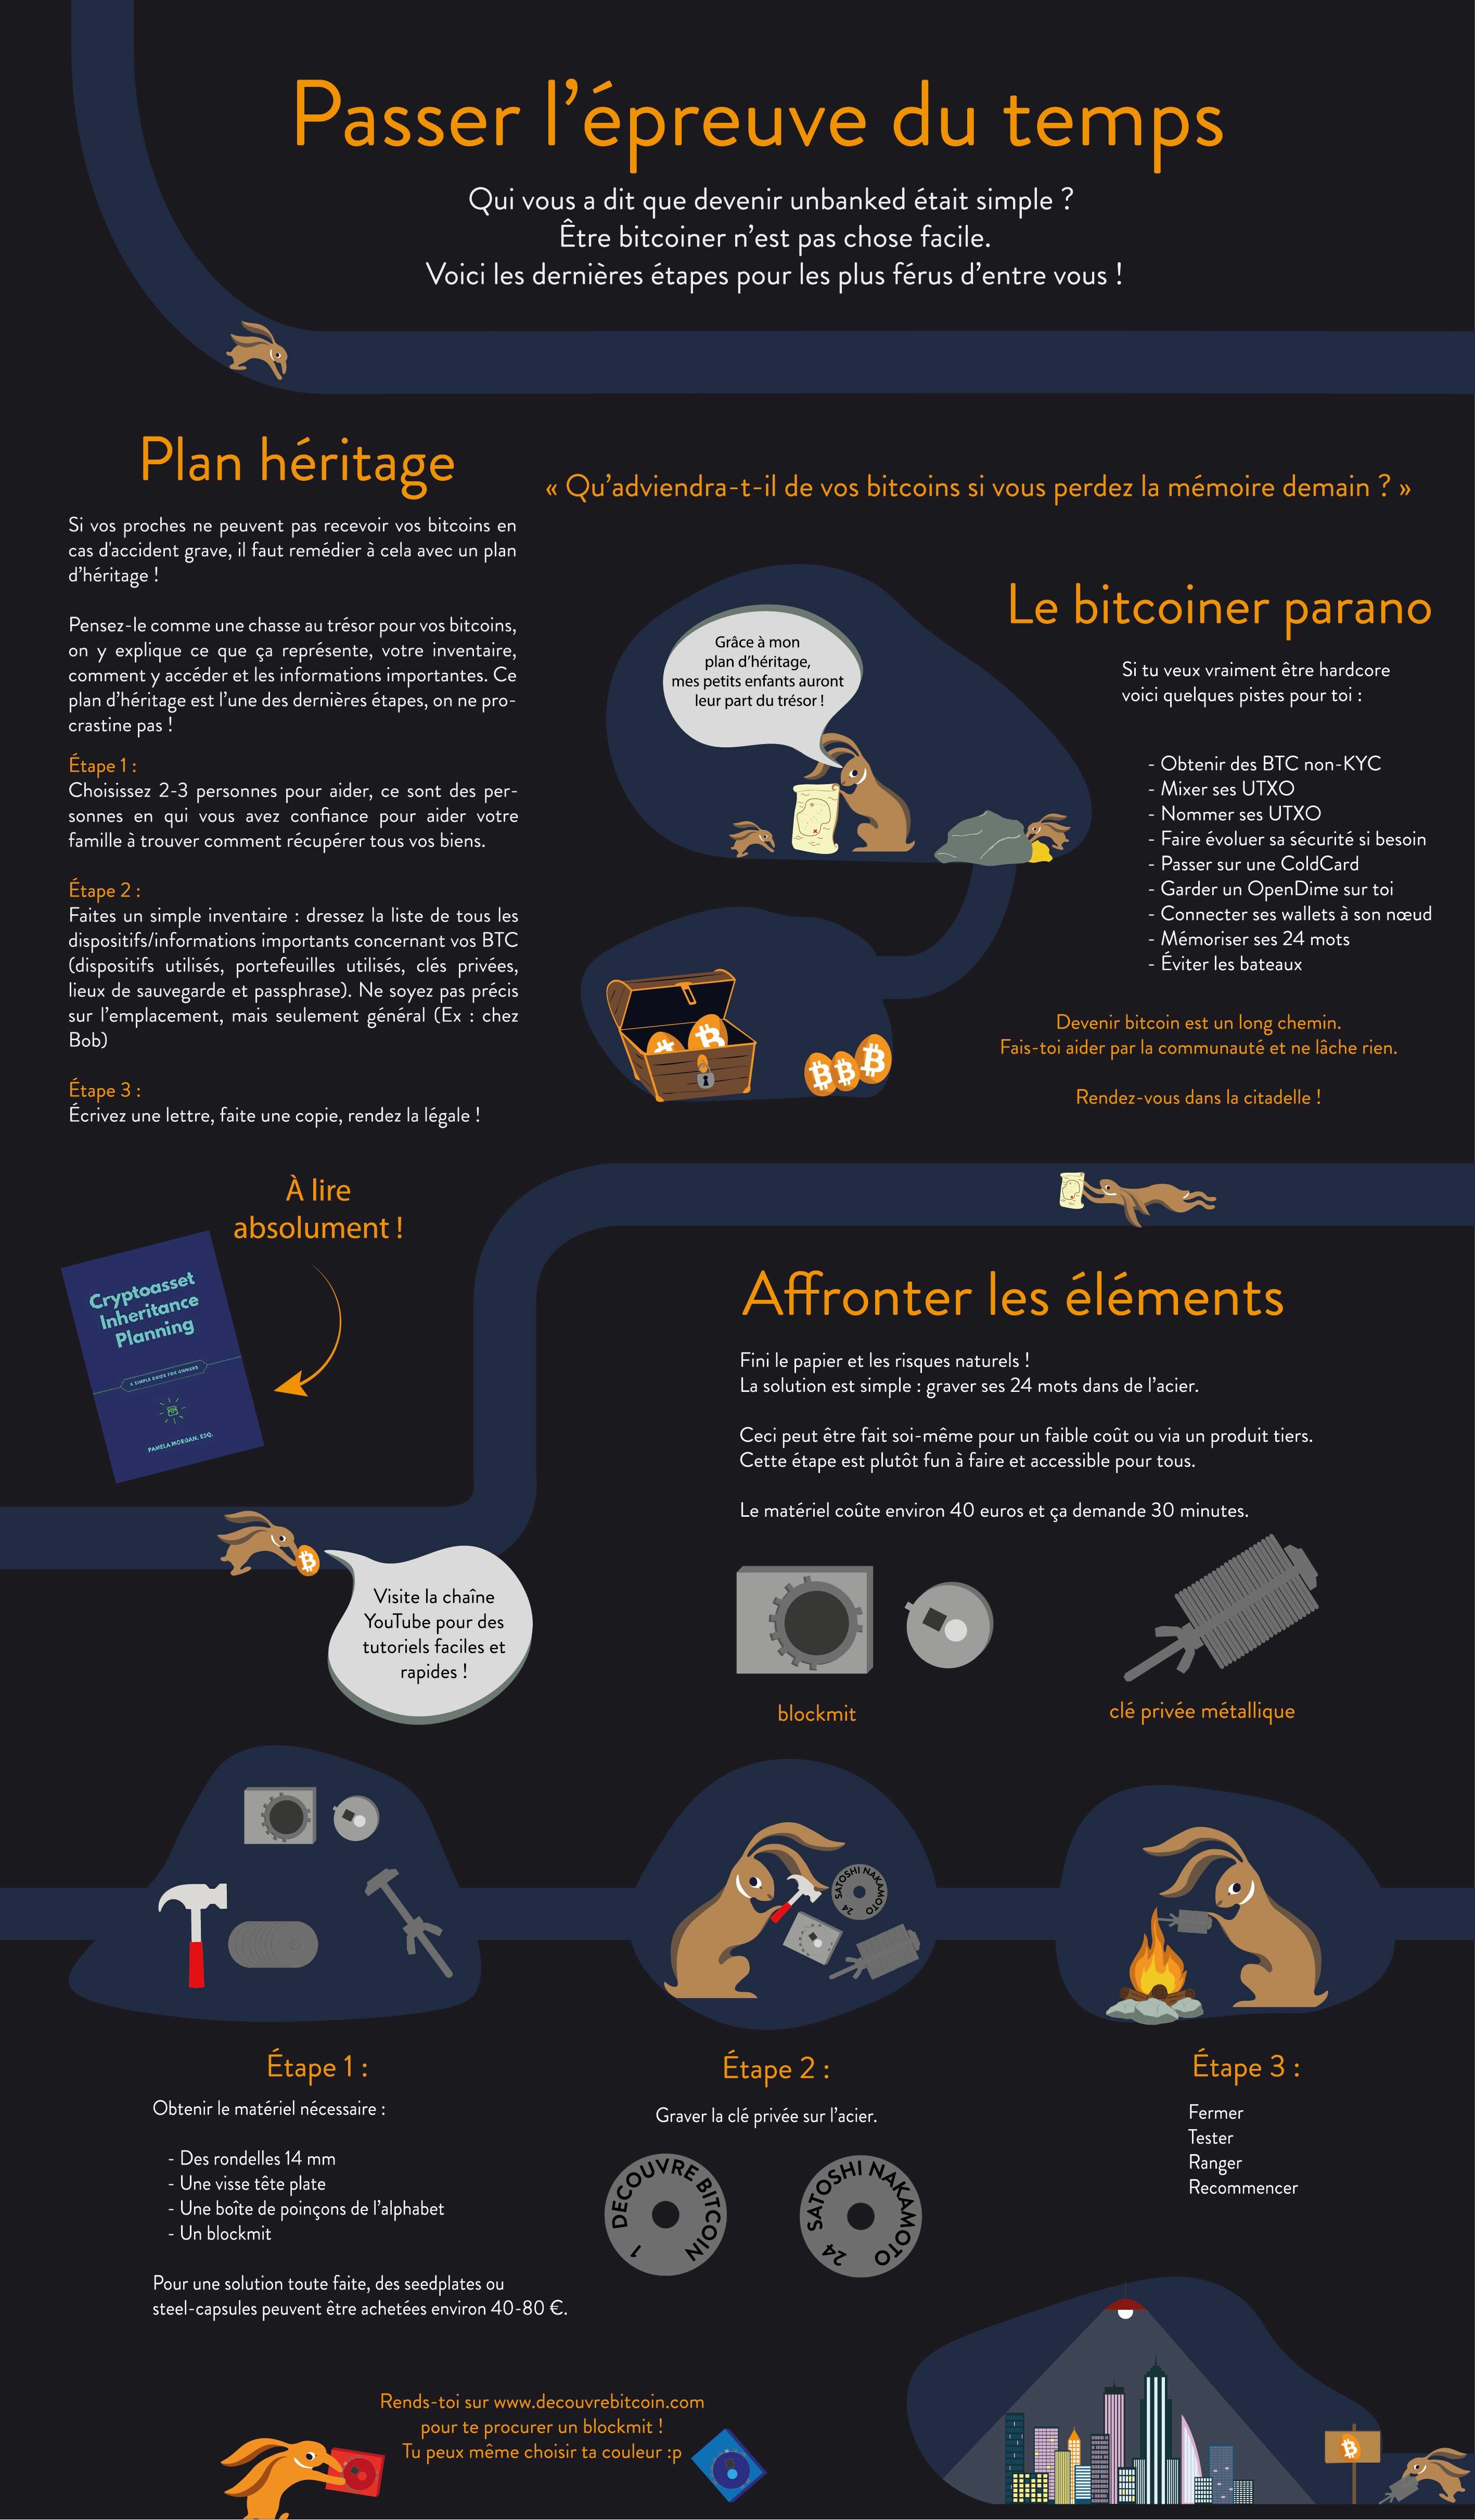 Passer l'épreuve du temps
Qui vous a dit que devenir unbanked était simple ?
Être bitcoiner n'est pas chose facile.
Voici les dernières étapes pour les plus férus d'entre vous !
Plan héritage
Si vos proches ne peuvent pas recevoir vos bitcoins en
cas d'accident grave, il faut remédier à cela avec un plan
d'héritage !
Pensez-le comme une chasse au trésor pour vos bitcoins,
on y explique ce que ça représente, votre inventaire,
comment y accéder et les informations importantes. Ce
plan d'héritage est l'une des dernières étapes, on ne pro-
crastine pas !
Étape 1 :
Choisissez 2-3 personnes pour aider, ce sont des per-
sonnes en qui vous avez confiance pour aider votre
famille à trouver comment récupérer tous vos biens.
Étape 2 :
Faites un simple inventaire : dressez la liste de tous les
dispositifs/informations importants concernant vos BTC
(dispositifs utilisés, portefeuilles utilisés, clés privées,
lieux de sauvegarde et passphrase). Ne soyez pas précis
sur l'emplacement, mais seulement général (Ex : chez
Bob)
Étape 3 :
Écrivez une lettre, faite une copie, rendez la légale !
« Qu'adviendra-t-il de vos bitcoins si vous perdez la mémoire demain ? »
Grâce à mon
plan d'héritage,
mes petits enfants auront
leur part du trésor !
Le bitcoiner parano
Si tu veux vraiment être hardcore
voici quelques pistes pour toi :
- Obtenir des BTC non-KYC
- Mixer ses UTXO
- Nommer ses UTXO
- Faire évoluer sa sécurité si besoin
- Passer sur une ColdCard
- Garder un OpenDime sur toi
- Connecter ses wallets à son nœud
- Mémoriser ses 24 mots
- Éviter les bateaux
Devenir bitcoin est un long chemin.
Fais-toi aider par la communauté et ne lâche rien.
Rendez-vous dans la citadelle !
À lire
absolument !
Cryptoasset
Inheritance
Planning
A SIMPLE GUIDE FOR OWNERS
PAMELA MORGAN, ESQ.
Visite la chaîne
YouTube pour des
tutoriels faciles et
rapides !
Affronter les éléments
Fini le papier et les risques naturels !
La solution est simple : graver ses 24 mots dans de l'acier.
Ceci peut être fait soi-même pour un faible coût ou via un produit tiers.
Cette étape est plutôt fun à faire et accessible pour tous.
Le matériel coûte environ 40 euros et ça demande 30 minutes.
blockmit
clé privée métallique
SATOSHI NAKAMOTO
24
Étape 1 :
Obtenir le matériel nécessaire :
- Des rondelles 14 mm
- Une visse tête plate
- Une boîte de poinçons de l'alphabet
- Un blockmit
Pour une solution toute faite, des seedplates ou
steel-capsules peuvent être achetées environ 40-80 €.
Étape 2 :
Graver la clé privée sur l'acier.
DECOUVRE BITCOIN
1
SATOSHI NAKAMOTO
24
Étape 3 :
Fermer
Tester
Ranger
Recommencer
Rends-toi sur www.decouvrebitcoin.com
pour te procurer un blockmit !
Tu peux même choisir ta couleur :p